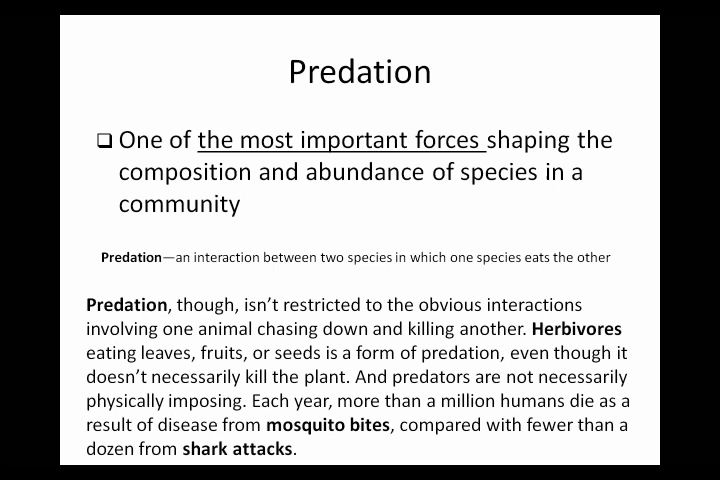 Predation
❑ One of the most important forces shaping the
composition and abundance of species in a
community
Predation—an interaction between two species in which one species eats the other
Predation, though, isn’t restricted to the obvious interactions
involving one animal chasing down and killing another. Herbivores
eating leaves, fruits, or seeds is a form of predation, even though it
doesn’t necessarily kill the plant. And predators are not necessarily
physically imposing. Each year, more than a million humans die as a
result of disease from mosquito bites, compared with fewer than a
dozen from shark attacks.